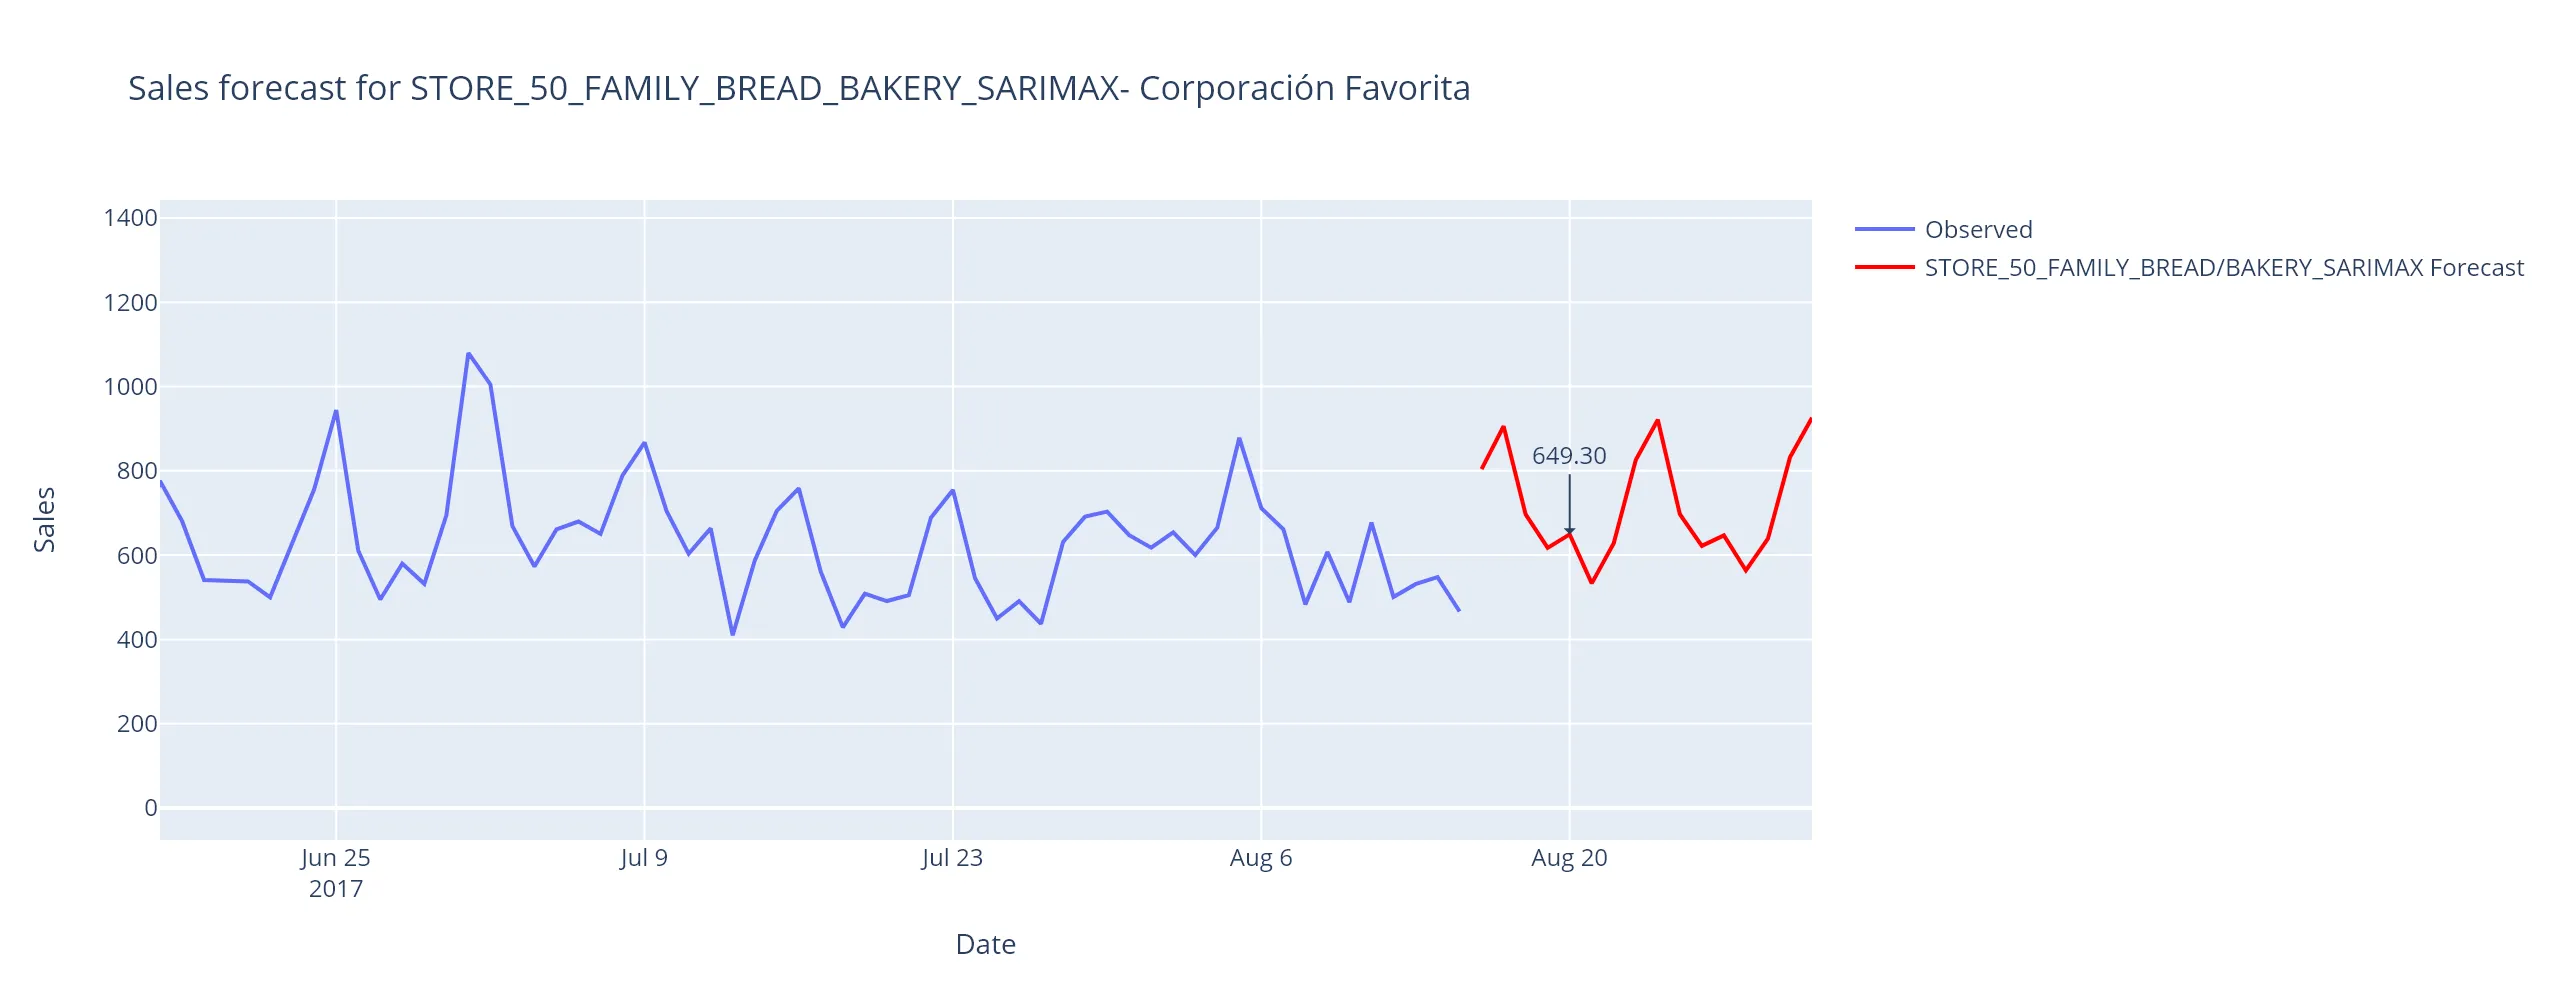 Sales forecast for STORE_50_FAMILY_BREAD_BAKERY_SARIMAX- Corporación Favorita
Observed
STORE_50_FAMILY_BREAD/BAKERY_SARIMAX Forecast
1400
1200
1000
800
600
400
200
0
Sales
649.30
Jun 25
2017
Jul 9
Jul 23
Aug 6
Aug 20
Date